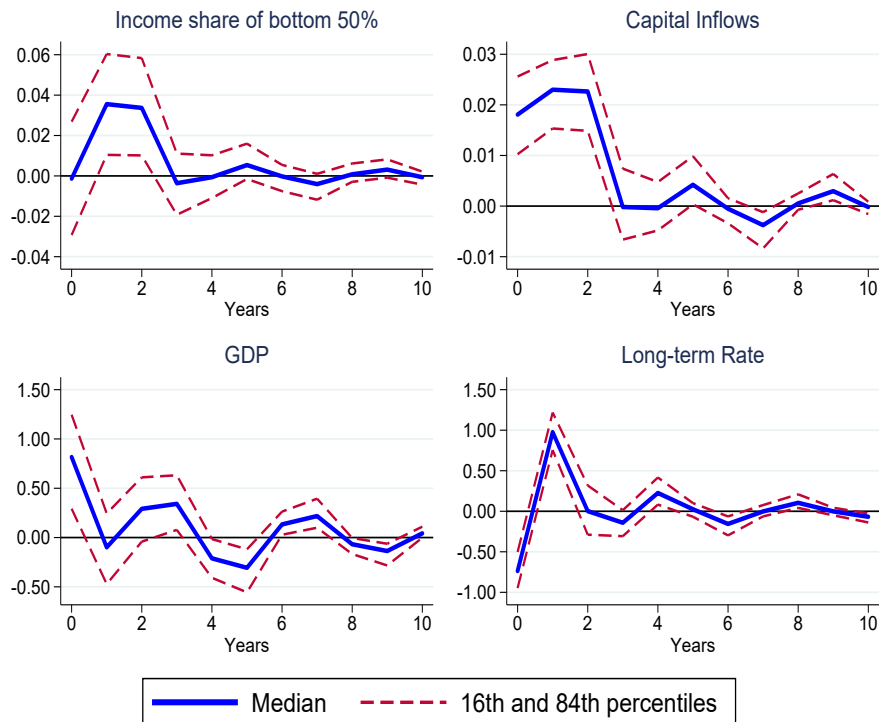 Income share of bottom 50%
0.06
0.04
0.02
0.00
-0.02
-0.04
0 2 4 6 8 10
Years
Capital Inflows
0.03
0.02
0.01
0.00
-0.01
0 2 4 6 8 10
Years
GDP
1.50
1.00
0.50
0.00
-0.50
0 2 4 6 8 10
Years
Long-term Rate
1.50
1.00
0.50
0.00
-0.50
-1.00
0 2 4 6 8 10
Years
Median 16th and 84th percentiles